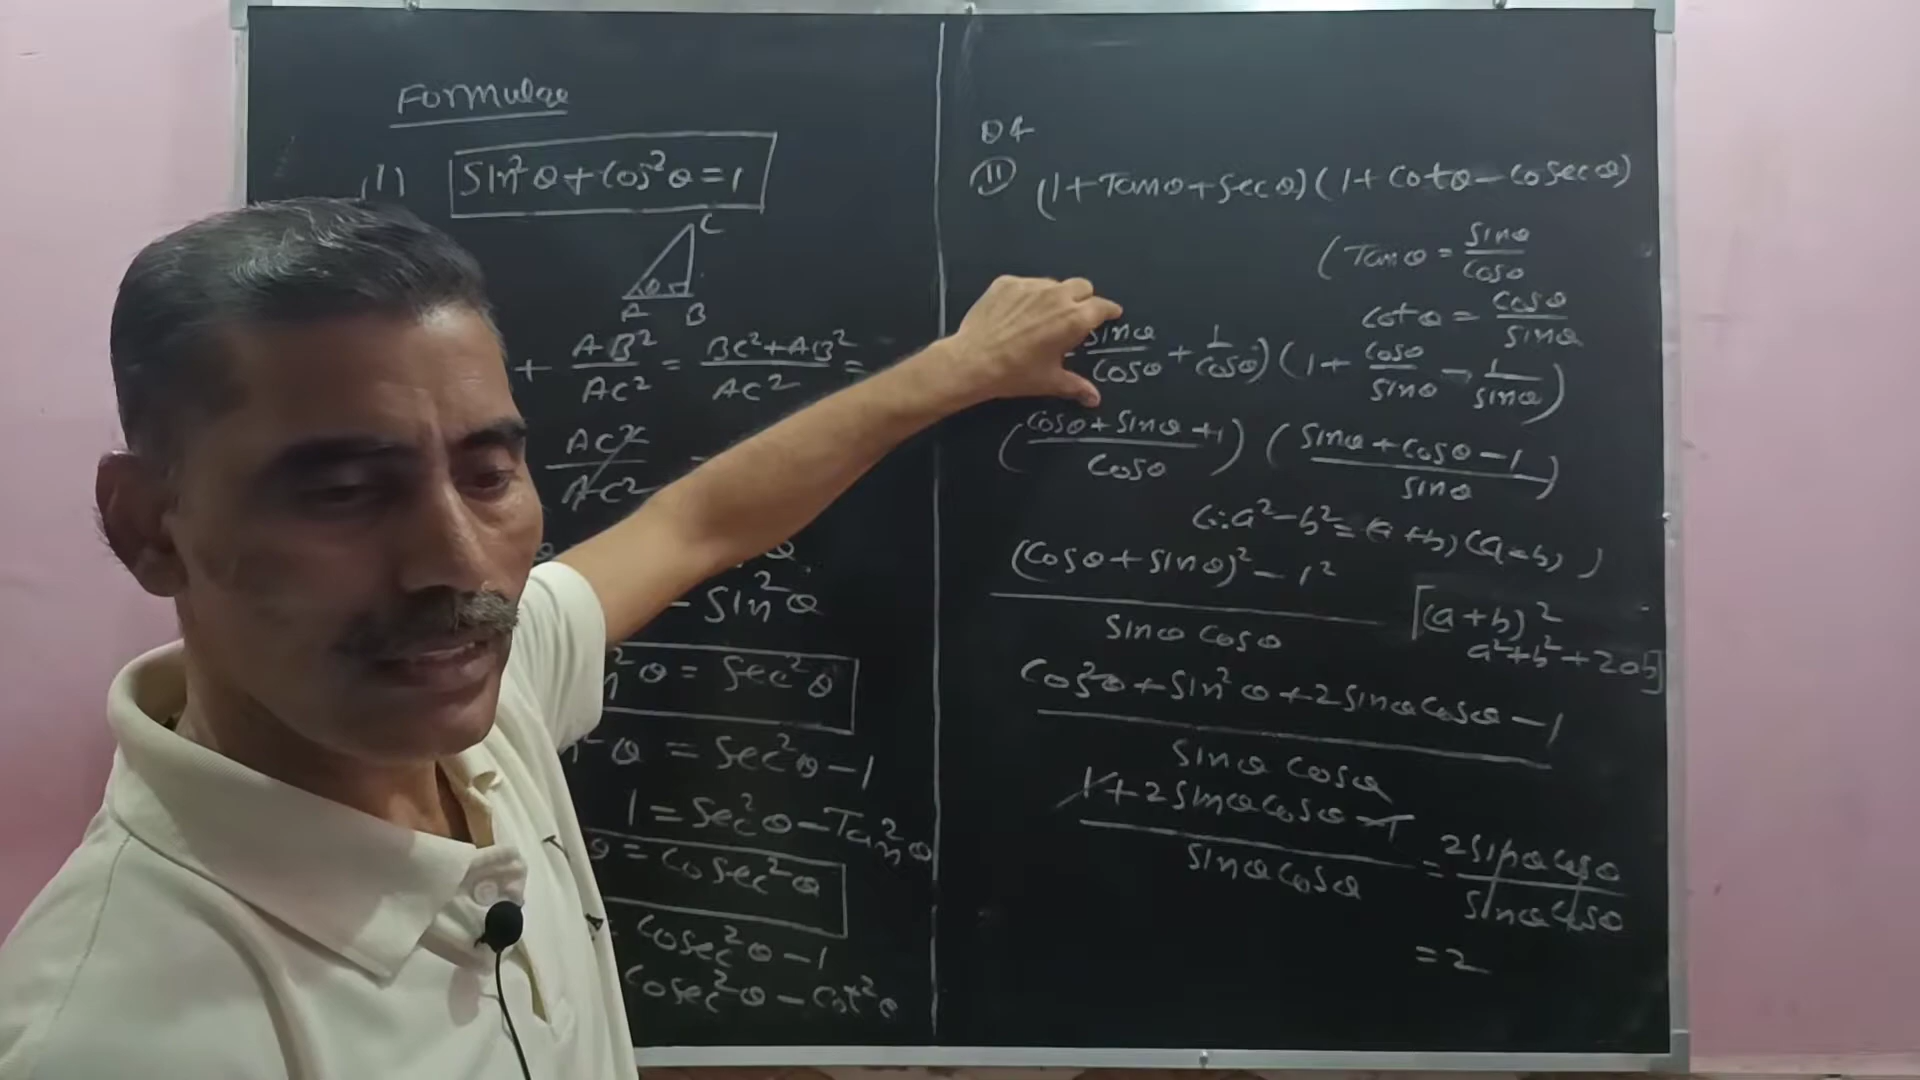 Formulae
(1) Sin²θ + Cos²θ = 1
C
θ
A B
+ AB²/AC² = BC²+AB²/AC² =
AC²/AC²
- Sin²θ
²θ = Sec²θ
²θ = Sec²θ - 1
1 = Sec²θ - Tan²θ
θ = Cosec²θ
= Cosec²θ - 1
Cosec²θ - Cot²θ
Q4
(11) (1 + Tanθ + Secθ)(1 + Cotθ - Cosecθ)
(Tanθ = Sinθ/Cosθ
Cotθ = Cosθ/Sinθ
Sinθ/Cosθ + 1/Cosθ)(1 + Cosθ/Sinθ - 1/Sinθ)
(Cosθ + Sinθ + 1/Cosθ) (Sinθ + Cosθ - 1/Sinθ)
(∵ a² - b² = (a + b)(a - b))
(Cosθ + Sinθ)² - 1²/Sinθ Cosθ
[(a + b)²
a² + b² + 2ab]
Cos²θ + Sin²θ + 2SinθCosθ - 1/Sinθ Cosθ
1 + 2SinθCosθ - 1/SinθCosθ = 2SinθCosθ/SinθCosθ
= 2